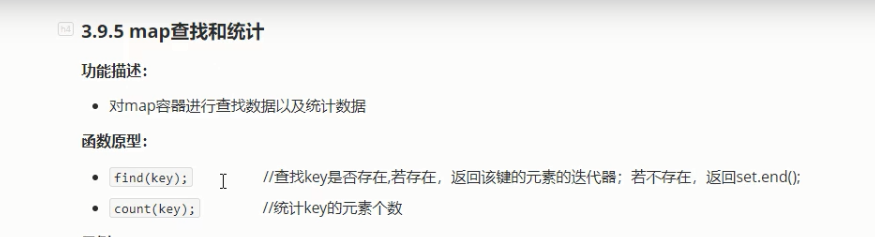 h3 3.9.5 map查找和统计
功能描述：
• 对map容器进行查找数据以及统计数据
函数原型：
• find(key); //查找key是否存在,若存在，返回该键的元素的迭代器；若不存在，返回set.end();
• count(key); //统计key的元素个数